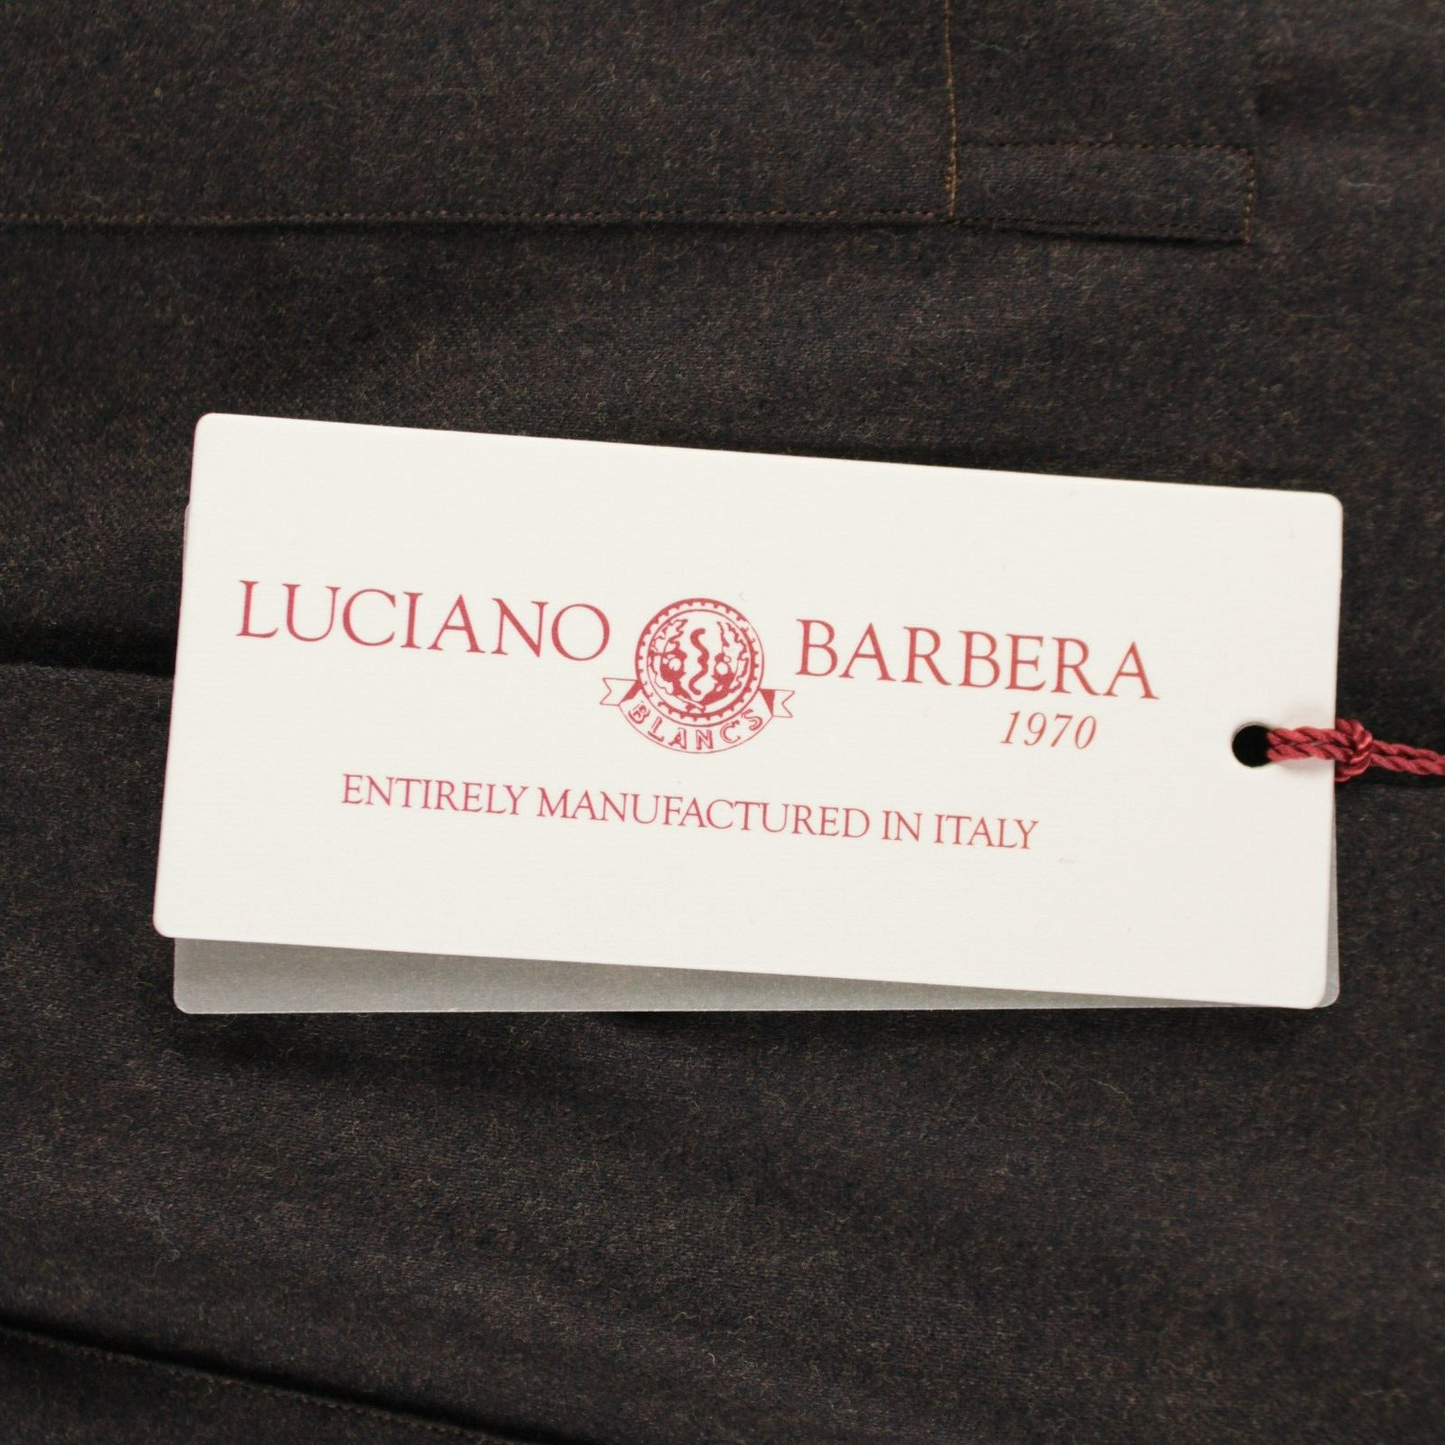 LUCIANO BARBERA
1970
BLANCS
ENTIRELY MANUFACTURED IN ITALY